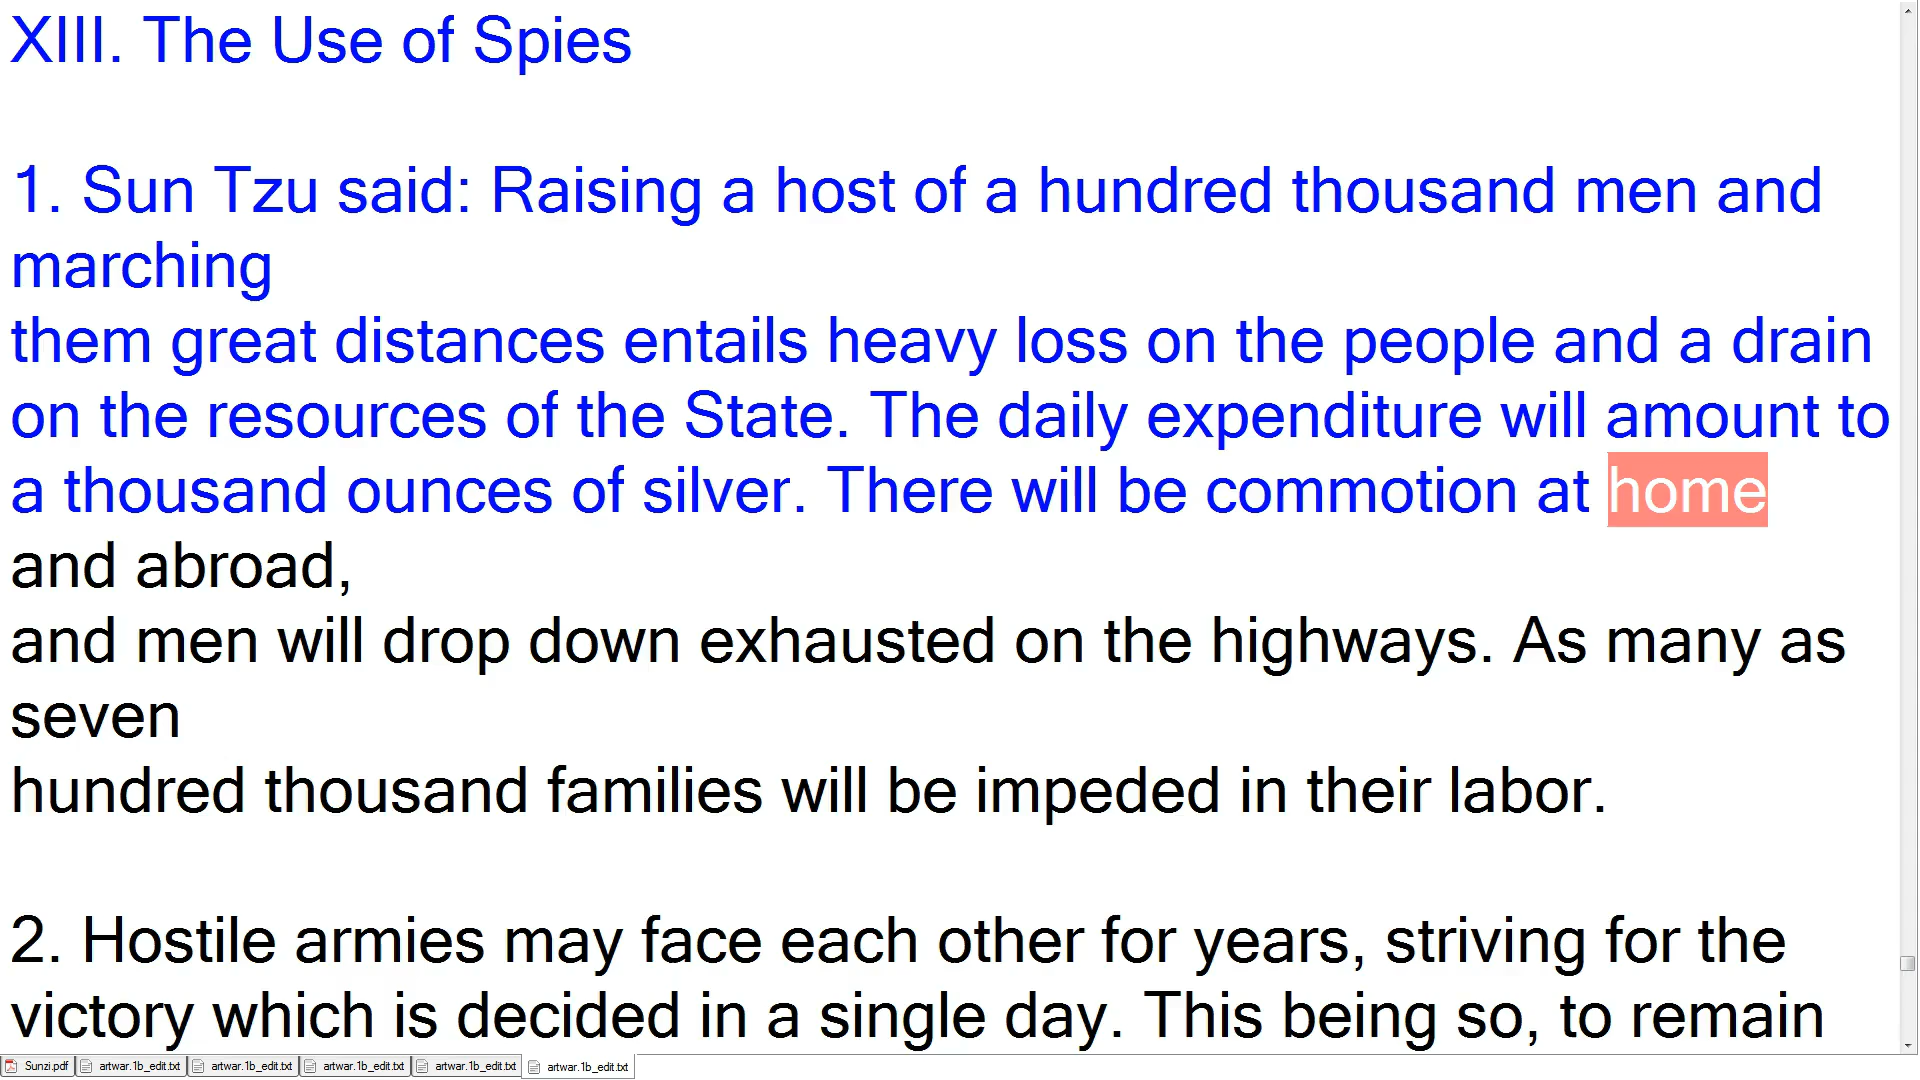 XIII. The Use of Spies
1. Sun Tzu said: Raising a host of a hundred thousand men and
marching
them great distances entails heavy loss on the people and a drain
on the resources of the State. The daily expenditure will amount to
a thousand ounces of silver. There will be commotion at home
and abroad,
and men will drop down exhausted on the highways. As many as
seven
hundred thousand families will be impeded in their labor.
2. Hostile armies may face each other for years, striving for the
victory which is decided in a single day. This being so, to remain
Sunzi.pdf artwar.1b_edit.txt artwar.1b_edit.txt artwar.1b_edit.txt artwar.1b_edit.txt artwar.1b_edit.txt